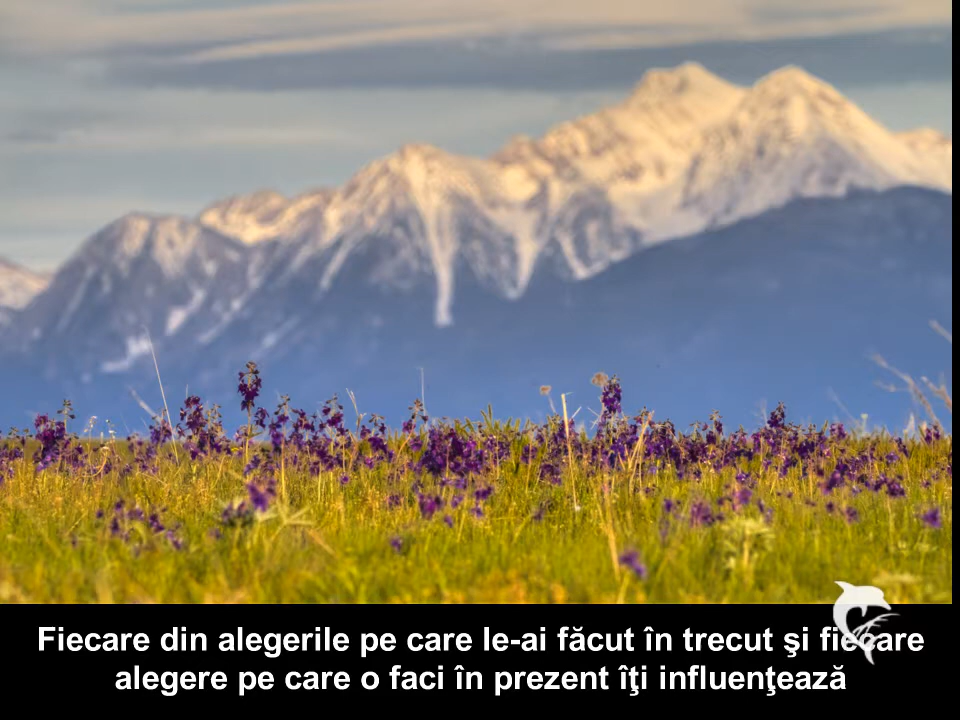 Fiecare din alegerile pe care le-ai făcut în trecut şi fiecare
alegere pe care o faci în prezent îţi influenţează